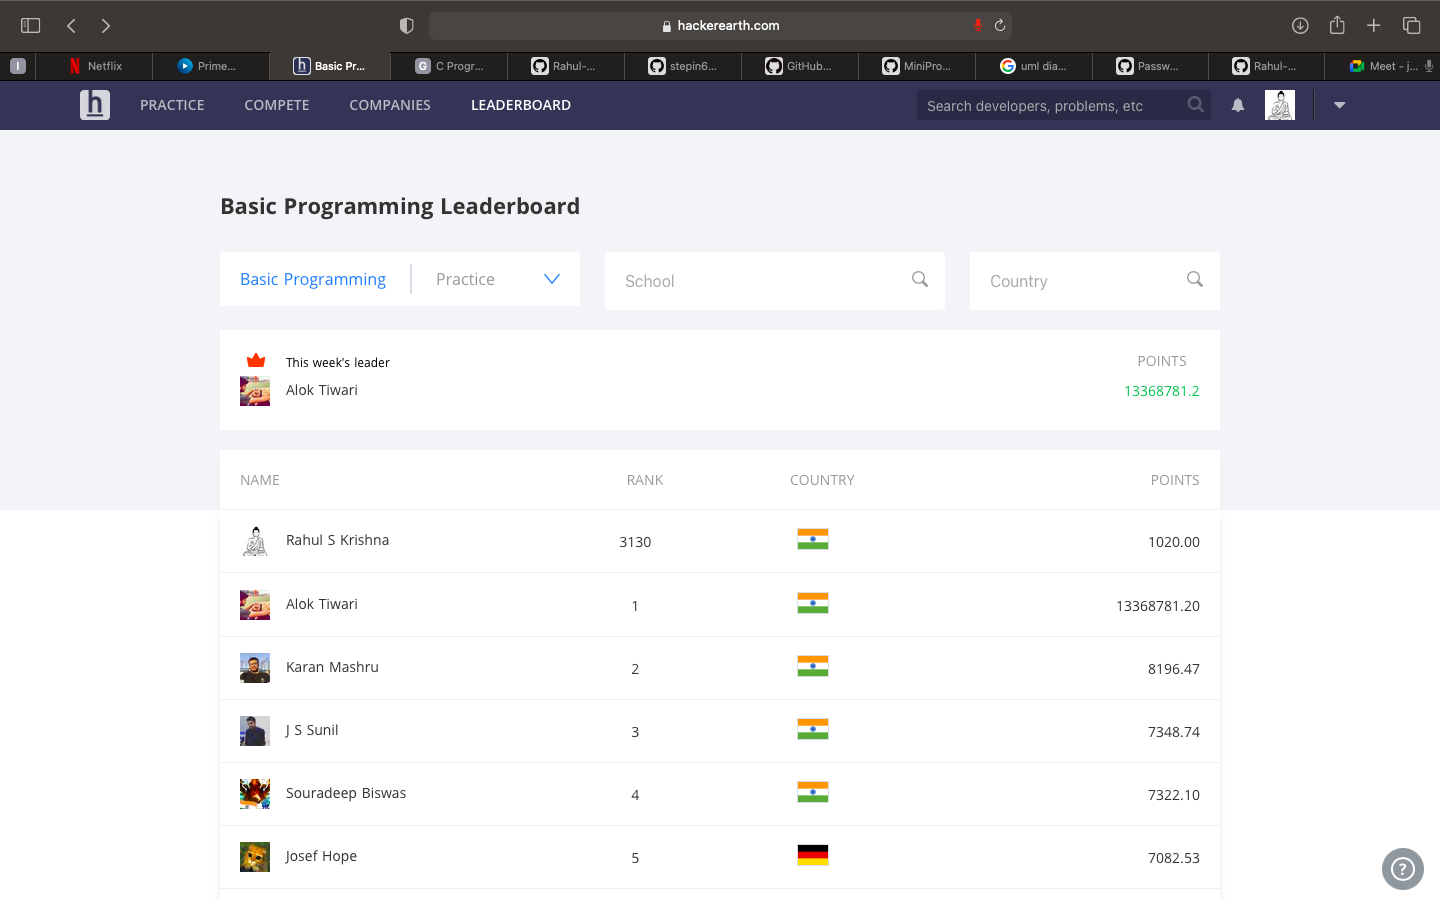 hackerearth.com
I
Netflix
Prime...
Basic Pr...
G C Progr...
Rahul-...
stepin6...
GitHub...
MiniPro...
uml dia...
Passw...
Rahul-...
Meet - j...
h PRACTICE COMPETE COMPANIES LEADERBOARD Search developers, problems, etc
Basic Programming Leaderboard
Basic Programming Practice School Country
This week's leader POINTS
Alok Tiwari 13368781.2
NAME RANK COUNTRY POINTS
Rahul S Krishna 3130 1020.00
Alok Tiwari 1 13368781.20
Karan Mashru 2 8196.47
J S Sunil 3 7348.74
Souradeep Biswas 4 7322.10
Josef Hope 5 7082.53
?